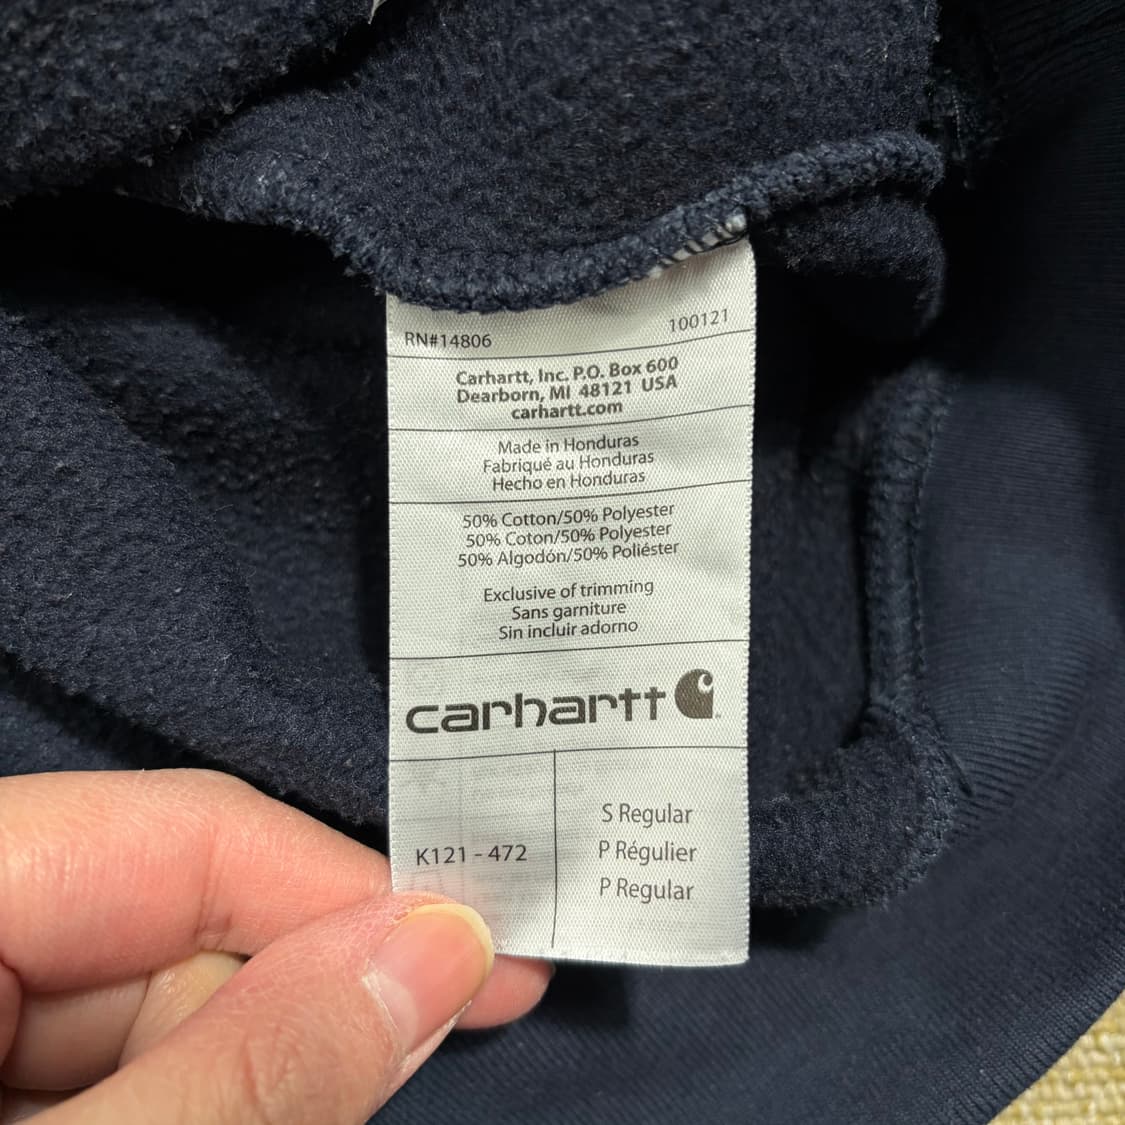 RN#14806 100121
Carhartt, Inc. P.O. Box 600
Dearborn, MI 48121 USA
carhartt.com
Made in Honduras
Fabriqué au Honduras
Hecho en Honduras
50% Cotton/50% Polyester
50% Coton/50% Polyester
50% Algodón/50% Poliéster
Exclusive of trimming
Sans garniture
Sin incluir adorno
carhartt
K121 - 472
S Regular
P Régulier
P Regular